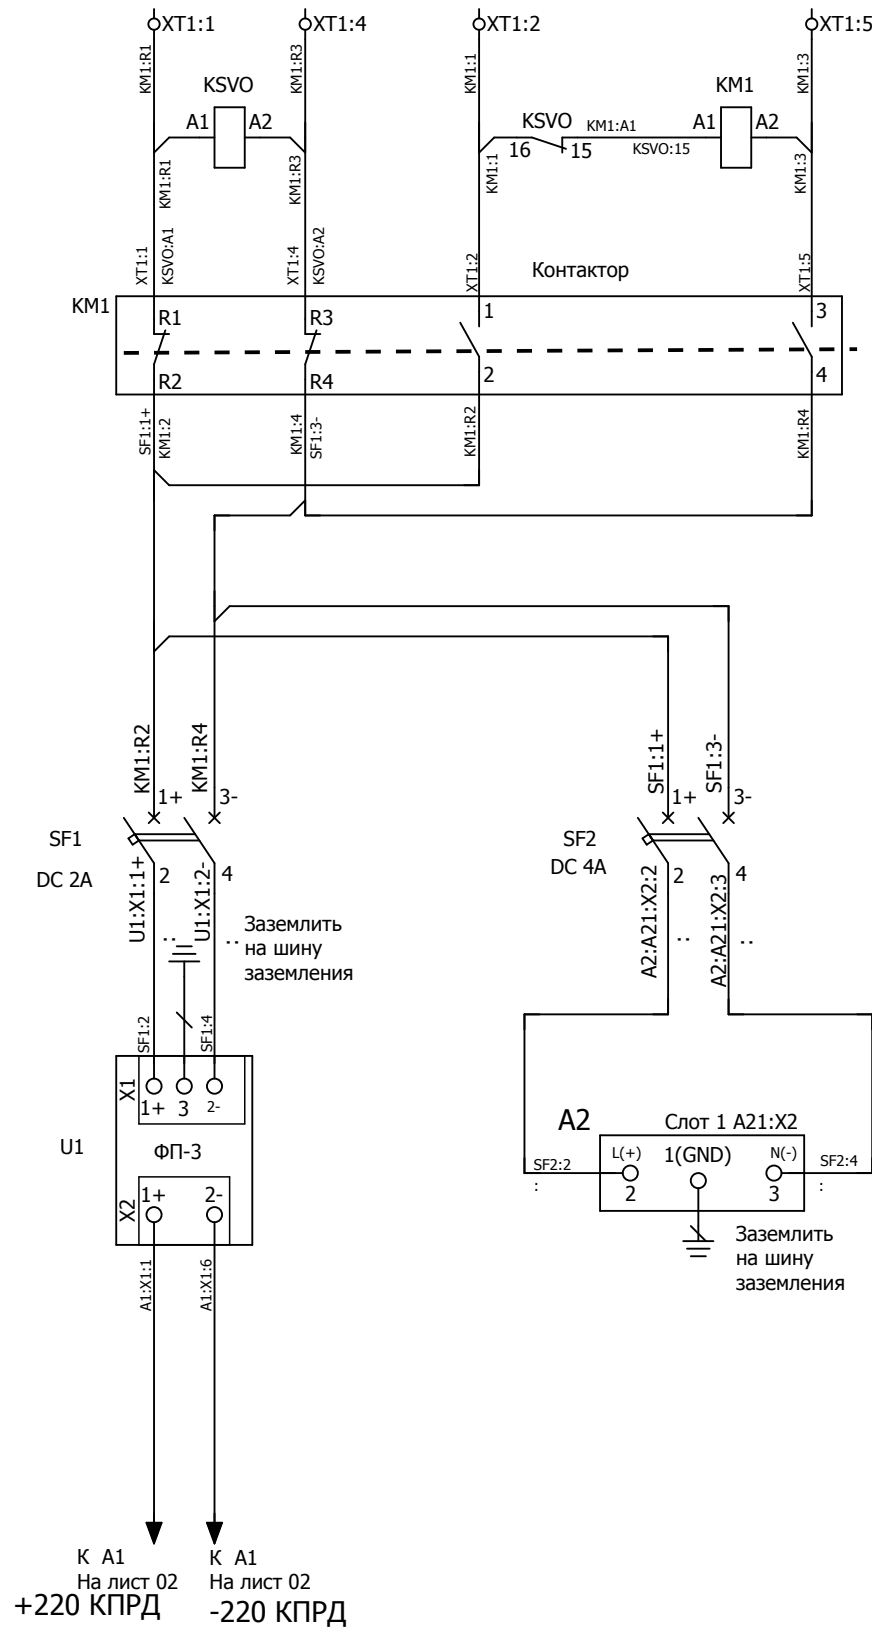 XT1:1
XT1:4
XT1:2
XT1:5
KM1:R1
KM1:R3
KM1:1
KM1:3
KSVO
A1
A2
KM1:R1
KM1:R3
KM1
KSVO
KM1:A1
A1
A2
16
15
KSVO:15
KM1:1
KM1:3
XT1:1
KSVO:A1
XT1:4
KSVO:A2
XT1:2
Контактор
XT1:5
KM1
R1
R3
1
3
R2
R4
2
4
SF1:1+
KM1:2
KM1:4
SF1:3-
KM1:R2
KM1:R4
KM1:R2
KM1:R4
SF1:1+
SF1:3-
1+
3-
1+
3-
SF1
DC 2A
2
4
SF2
DC 4A
2
4
U1:X1:1+
U1:X1:2-
A2:A21:X2:2
A2:A21:X2:3
: 
:
:
:
Заземлить
на шину
заземления
SF1:2
SF1:4
X1
1+
3
2-
U1
ФП-3
X2
1+
2-
A1:X1:1
A1:X1:6
A2
Слот 1 A21:X2
SF2:2
:
L(+)
2
1(GND)
N(-)
3
SF2:4
:
Заземлить
на шину
заземления
К А1
На лист 02
+220 КПРД
К А1
На лист 02
-220 КПРД